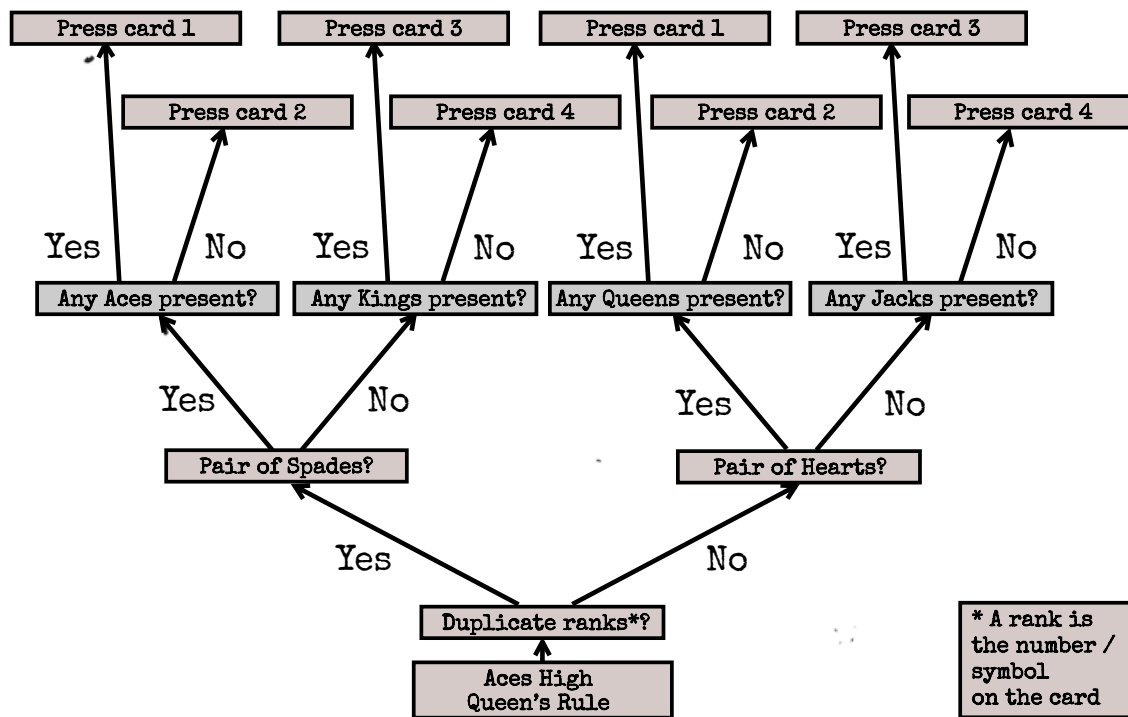 Press card 1
Press card 3
Press card 1
Press card 3
Press card 2
Press card 4
Press card 2
Press card 4
Yes
No
Yes
No
Yes
No
Yes
No
Any Aces present?
Any Kings present?
Any Queens present?
Any Jacks present?
Yes
No
Yes
No
Pair of Spades?
Pair of Hearts?
Yes
No
Duplicate ranks*?
Aces High
Queen's Rule
* A rank is
the number /
symbol
on the card